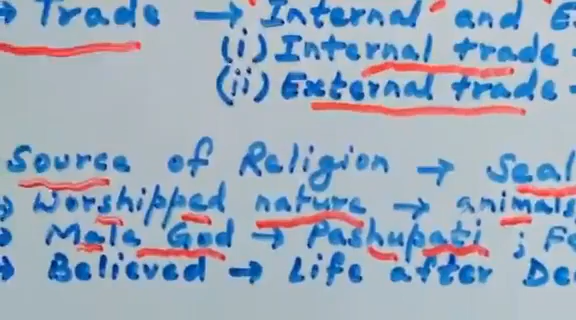 → Trade → Internal and
(i) Internal trade -
(ii) External trade -
Source of Religion → Seal
→ Worshipped nature → animals
→ Male God → Pashupati ;
→ Believed → Life after